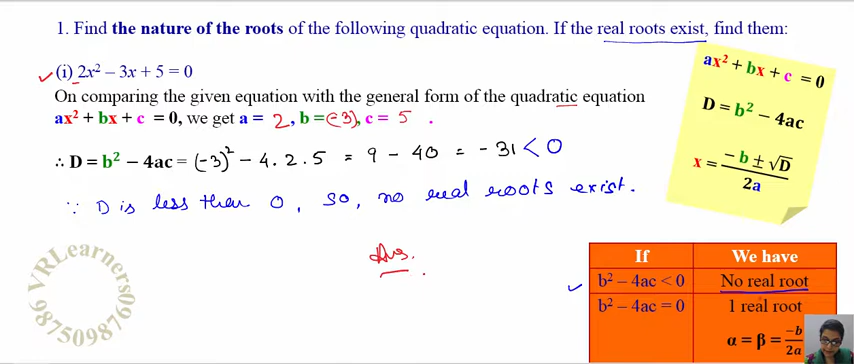 1. Find the nature of the roots of the following quadratic equation. If the real roots exist, find them:
(i) 2x² – 3x + 5 = 0
On comparing the given equation with the general form of the quadratic equation
ax² + bx + c = 0, we get a = 2, b = (-3), c = 5 .
∴ D = b² – 4ac = (-3)² - 4.2.5 = 9 - 40 = -31 < 0
∵ D is less then 0, so, no real roots exist.
Ans.
ax² + bx + c = 0
D = b² – 4ac
x = (–b ± √D)/2a
If We have
b² – 4ac < 0 No real root
b² – 4ac = 0 1 real root
α = β = –b/2a
VRLearners
9875098760